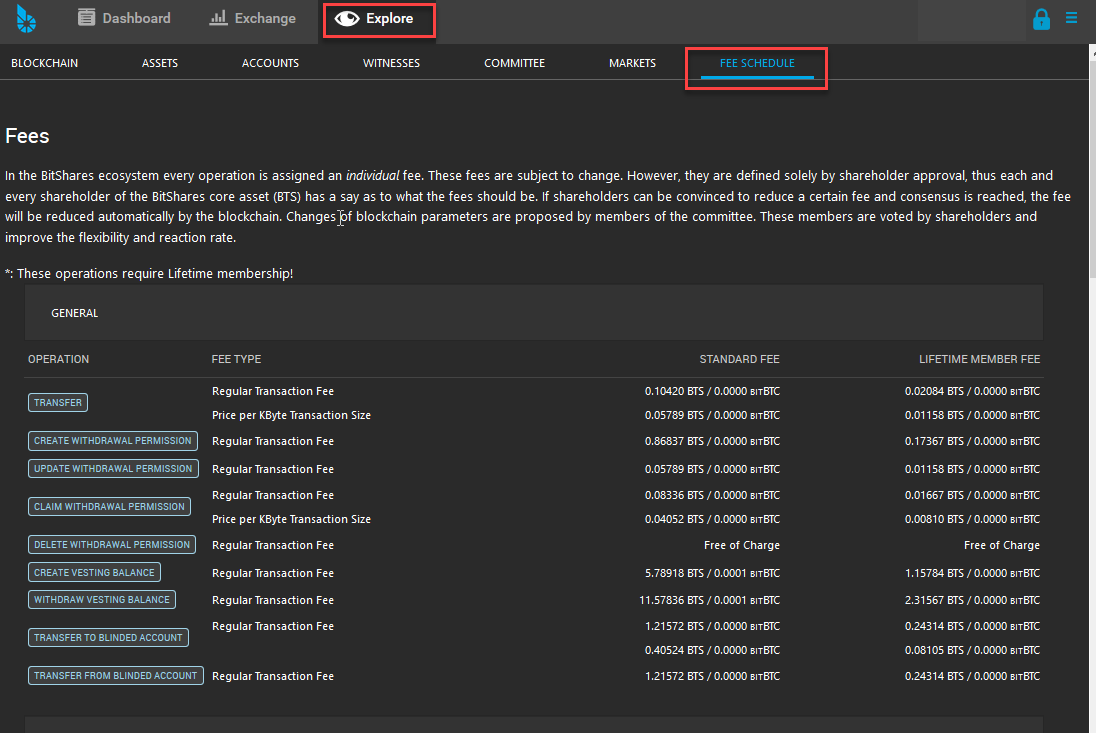 Dashboard Exchange Explore
BLOCKCHAIN ASSETS ACCOUNTS WITNESSES COMMITTEE MARKETS FEE SCHEDULE
Fees
In the BitShares ecosystem every operation is assigned an individual fee. These fees are subject to change. However, they are defined solely by shareholder approval, thus each and
every shareholder of the BitShares core asset (BTS) has a say as to what the fees should be. If shareholders can be convinced to reduce a certain fee and consensus is reached, the fee
will be reduced automatically by the blockchain. Changes of blockchain parameters are proposed by members of the committee. These members are voted by shareholders and
improve the flexibility and reaction rate.
*: These operations require Lifetime membership!
GENERAL
OPERATION FEE TYPE STANDARD FEE LIFETIME MEMBER FEE
TRANSFER Regular Transaction Fee 0.10420 BTS / 0.0000 BITBTC 0.02084 BTS / 0.0000 BITBTC
Price per KByte Transaction Size 0.05789 BTS / 0.0000 BITBTC 0.01158 BTS / 0.0000 BITBTC
CREATE WITHDRAWAL PERMISSION Regular Transaction Fee 0.86837 BTS / 0.0000 BITBTC 0.17367 BTS / 0.0000 BITBTC
UPDATE WITHDRAWAL PERMISSION Regular Transaction Fee 0.05789 BTS / 0.0000 BITBTC 0.01158 BTS / 0.0000 BITBTC
CLAIM WITHDRAWAL PERMISSION Regular Transaction Fee 0.08336 BTS / 0.0000 BITBTC 0.01667 BTS / 0.0000 BITBTC
Price per KByte Transaction Size 0.04052 BTS / 0.0000 BITBTC 0.00810 BTS / 0.0000 BITBTC
DELETE WITHDRAWAL PERMISSION Regular Transaction Fee Free of Charge Free of Charge
CREATE VESTING BALANCE Regular Transaction Fee 5.78918 BTS / 0.0001 BITBTC 1.15784 BTS / 0.0000 BITBTC
WITHDRAW VESTING BALANCE Regular Transaction Fee 11.57836 BTS / 0.0001 BITBTC 2.31567 BTS / 0.0000 BITBTC
TRANSFER TO BLINDED ACCOUNT Regular Transaction Fee 1.21572 BTS / 0.0000 BITBTC 0.24314 BTS / 0.0000 BITBTC
0.40524 BTS / 0.0000 BITBTC 0.08105 BTS / 0.0000 BITBTC
TRANSFER FROM BLINDED ACCOUNT Regular Transaction Fee 1.21572 BTS / 0.0000 BITBTC 0.24314 BTS / 0.0000 BITBTC